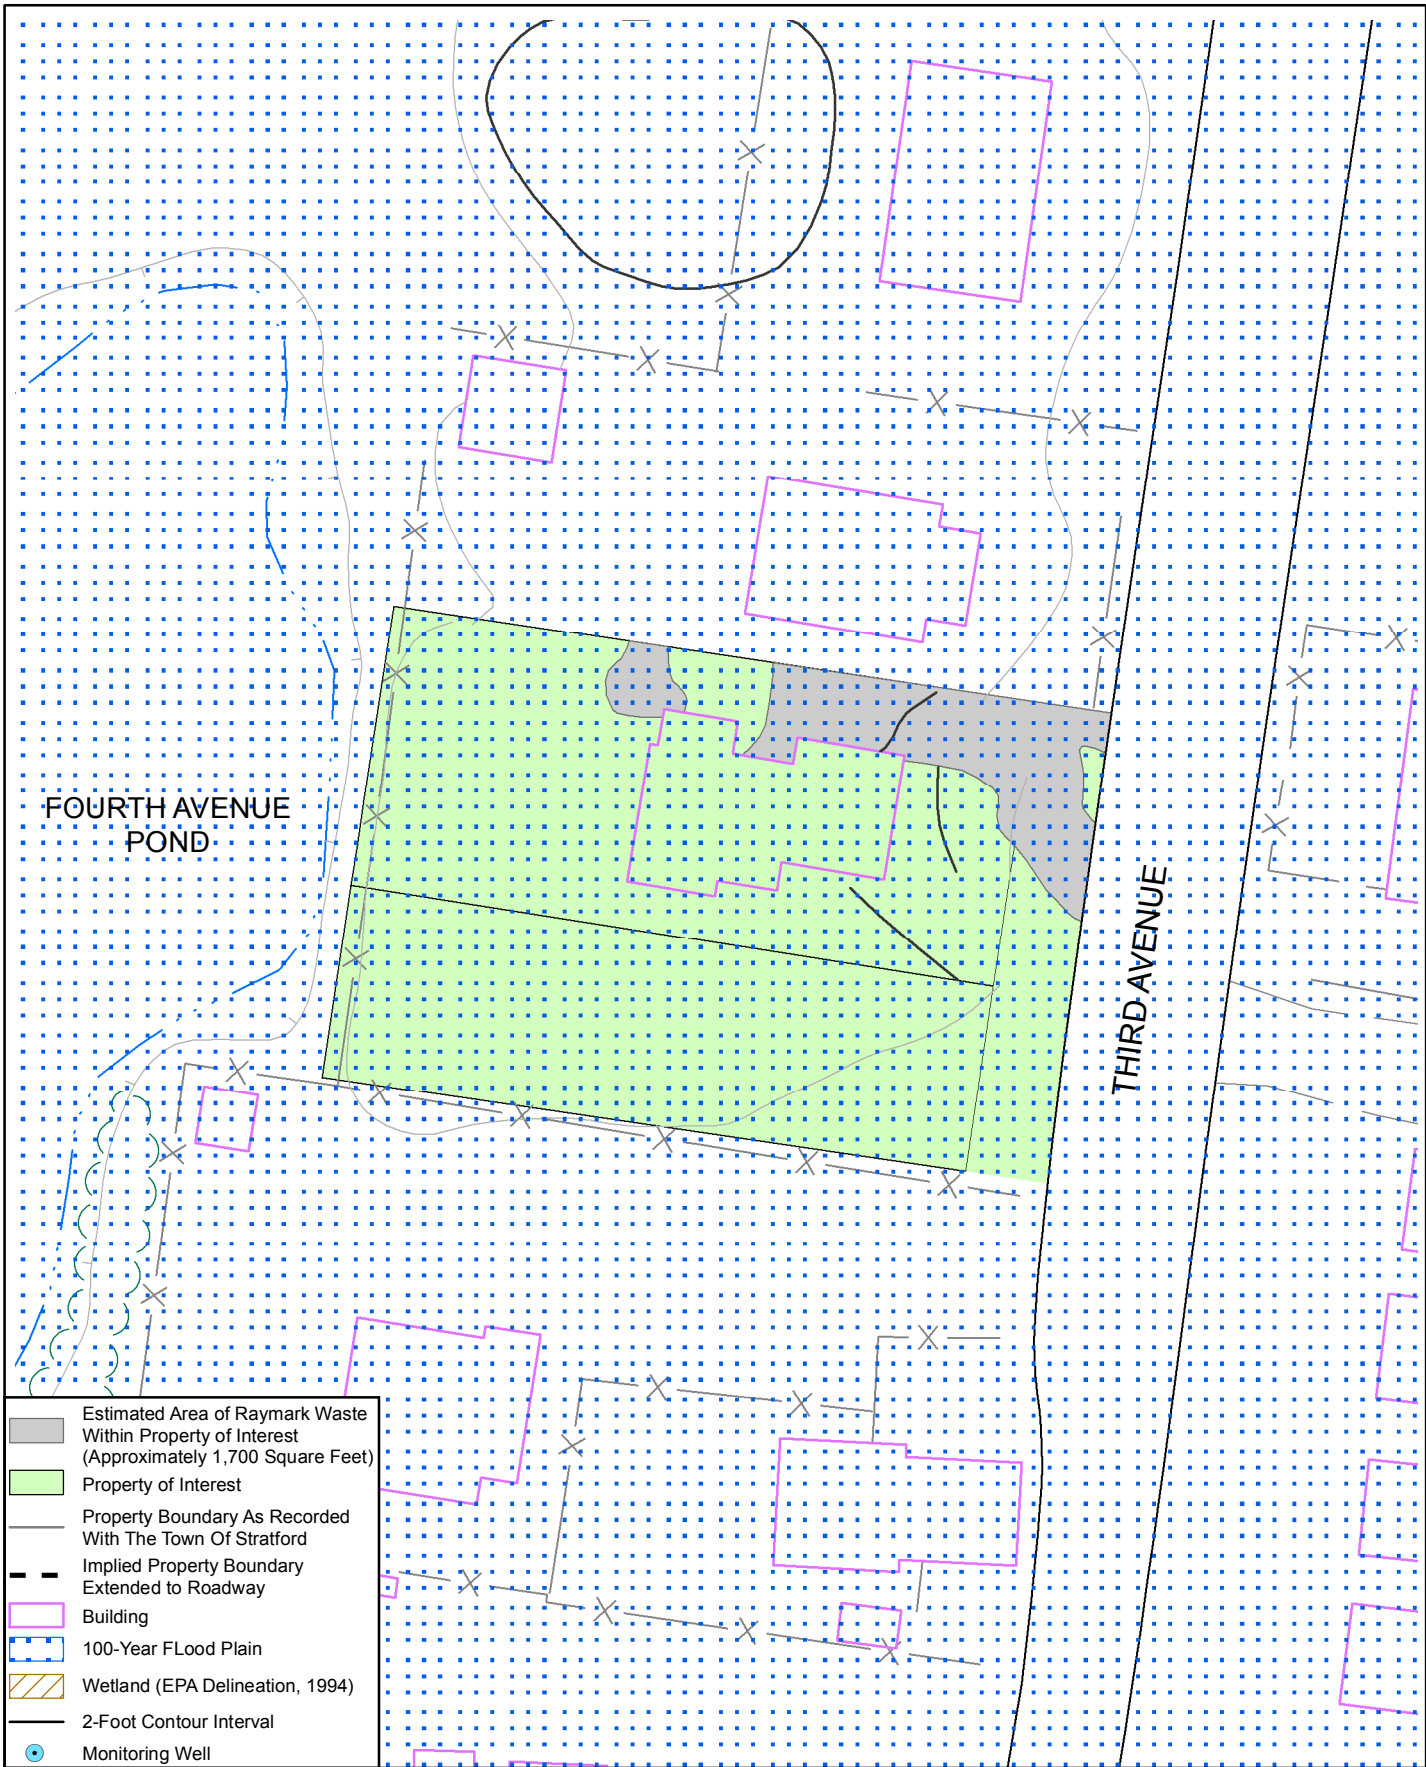 FOURTH AVENUE
POND
THIRD AVENUE
Estimated Area of Raymark Waste
Within Property of Interest
(Approximately 1,700 Square Feet)
Property of Interest
Property Boundary As Recorded
With The Town Of Stratford
Implied Property Boundary
Extended to Roadway
Building
100-Year FLood Plain
Wetland (EPA Delineation, 1994)
2-Foot Contour Interval
Monitoring Well